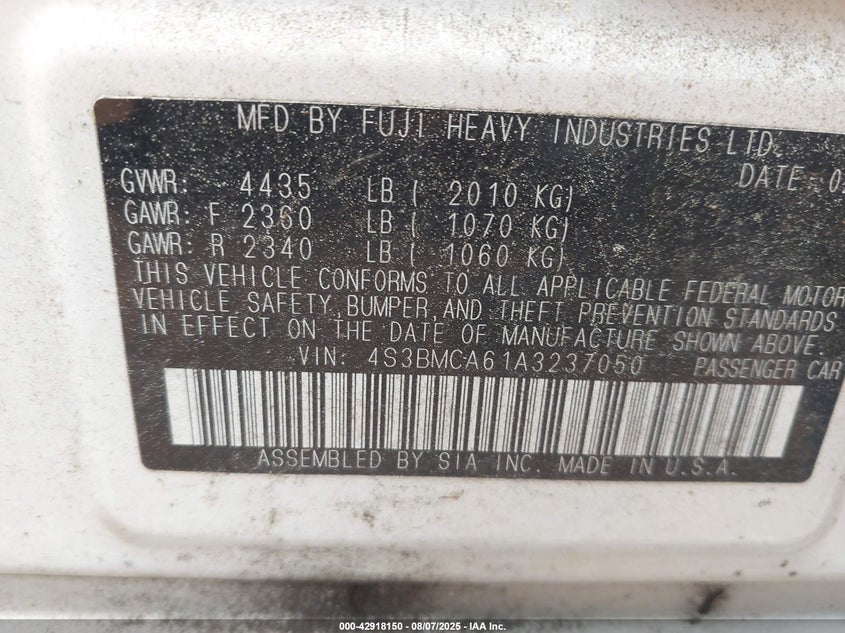 MFD. BY FUJI HEAVY INDUSTRIES LTD.
DATE 0
GVWR: 4435 LB ( 2010 KG)
GAWR: F 2360 LB ( 1070 KG)
GAWR: R 2340 LB ( 1060 KG)
THIS VEHICLE CONFORMS TO ALL APPLICABLE FEDERAL MOTOR
VEHICLE SAFETY, BUMPER, AND THEFT PREVENTION STANDARDS
IN EFFECT ON THE DATE OF MANUFACTURE SHOWN ABOVE.
VIN: 4S3BMCA61A3237050 PASSENGER CAR
ASSEMBLED BY SIA INC. MADE IN U.S.A.
000-42918150 - 08/07/2025 - IAA Inc.